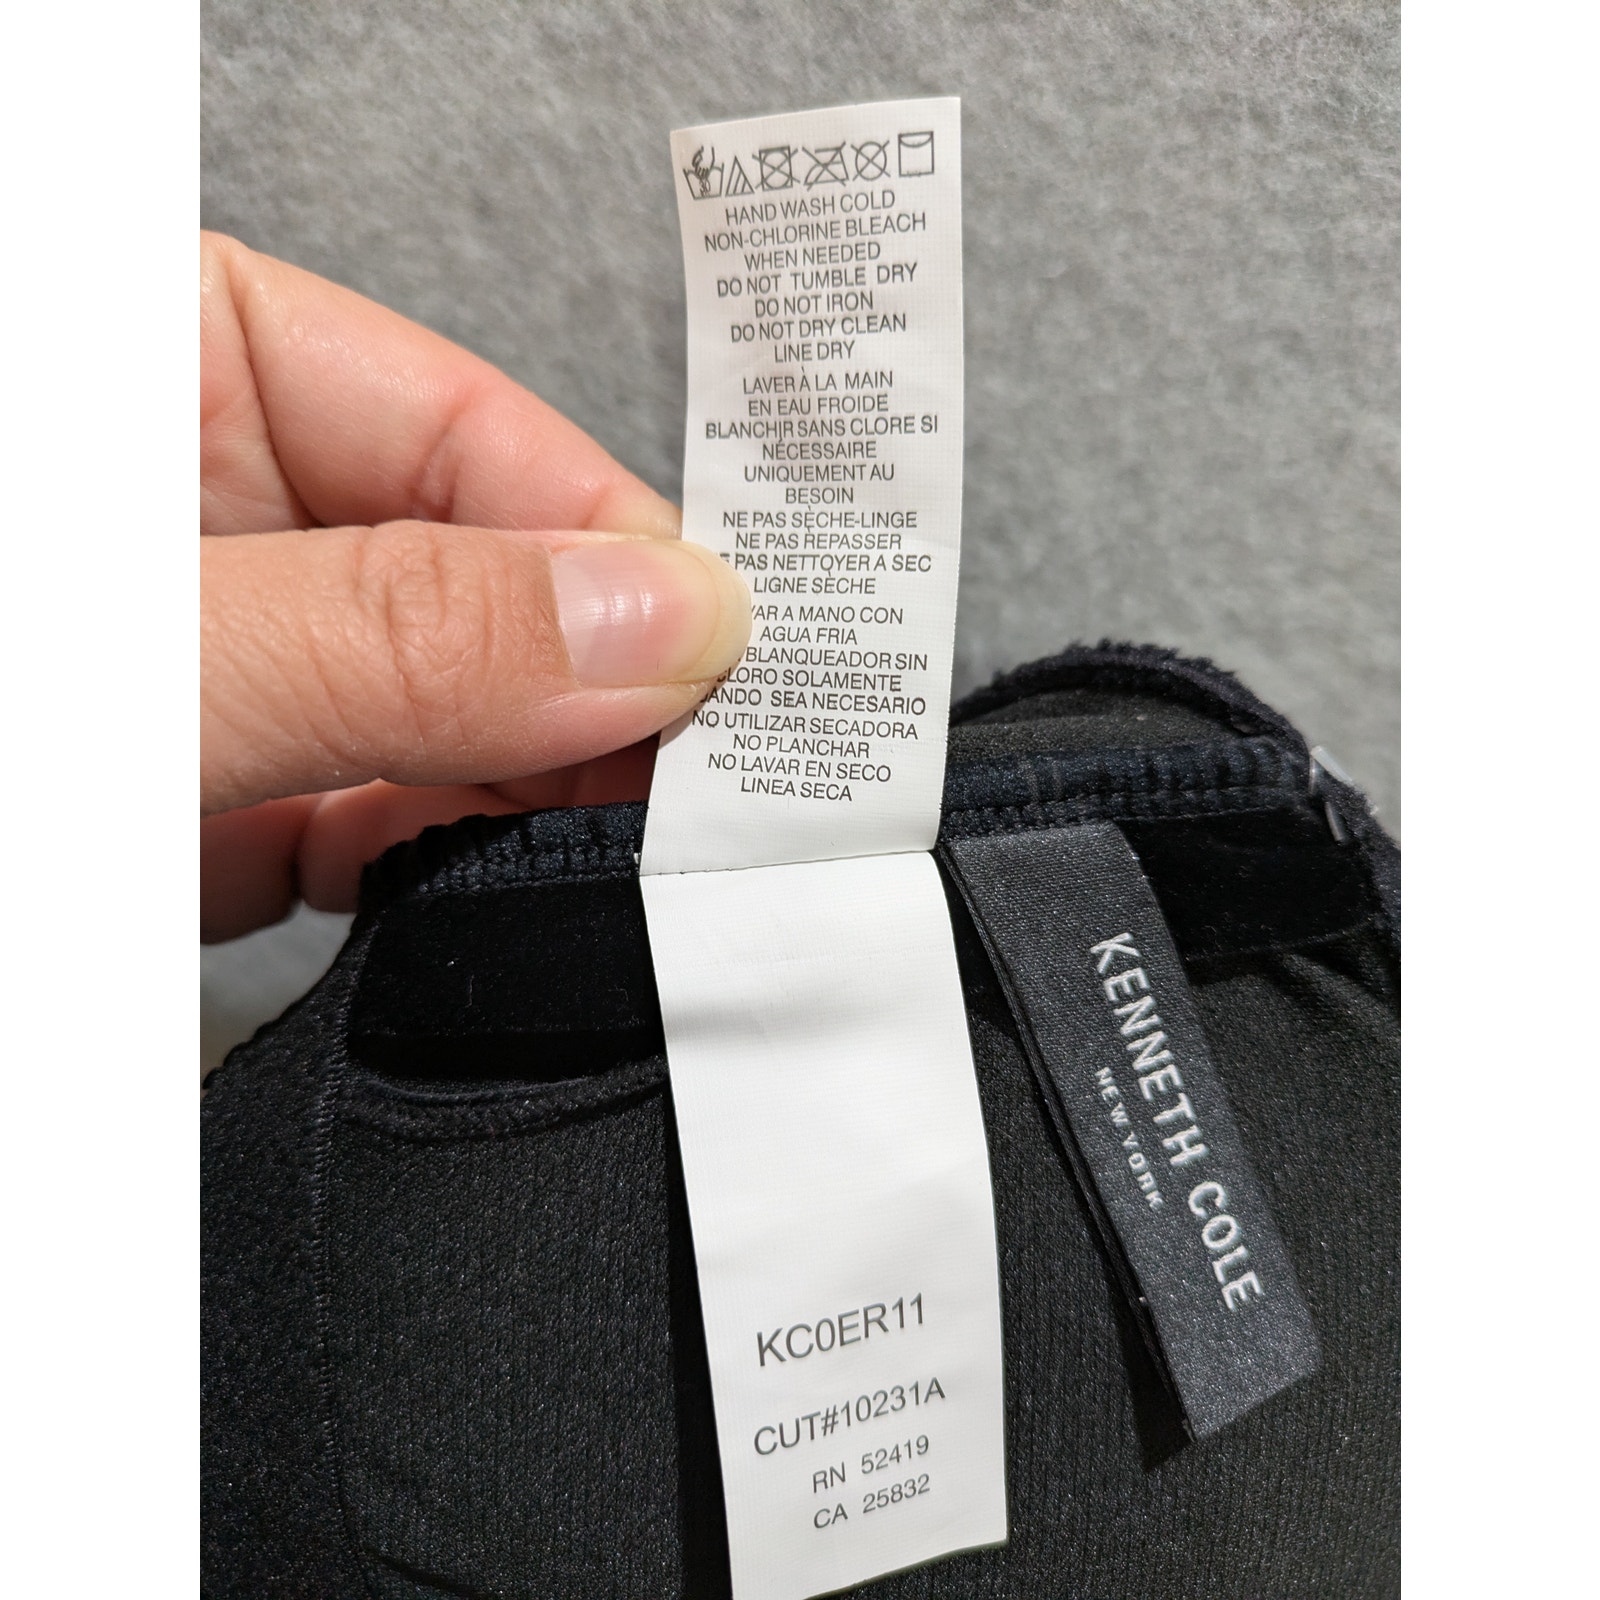 HAND WASH COLD
NON-CHLORINE BLEACH
WHEN NEEDED
DO NOT TUMBLE DRY
DO NOT IRON
DO NOT DRY CLEAN
LINE DRY
LAVER À LA MAIN
EN EAU FROIDE
BLANCHIR SANS CLORE SI
NÉCESSAIRE
UNIQUEMENT AU
BESOIN
NE PAS SÈCHE-LINGE
NE PAS REPASSER
PAS NETTOYER À SEC
LIGNE SÈCHE
A MANO CON
AGUA FRIA
BLANQUEADOR SIN
CLORO SOLAMENTE
SEA NECESARIO
NO UTILIZAR SECADORA
NO PLANCHAR
NO LAVAR EN SECO
LINEA SECA
KENNETH COLE
NEW YORK
KC0ER11
CUT#10231A
RN 52419
CA 25832